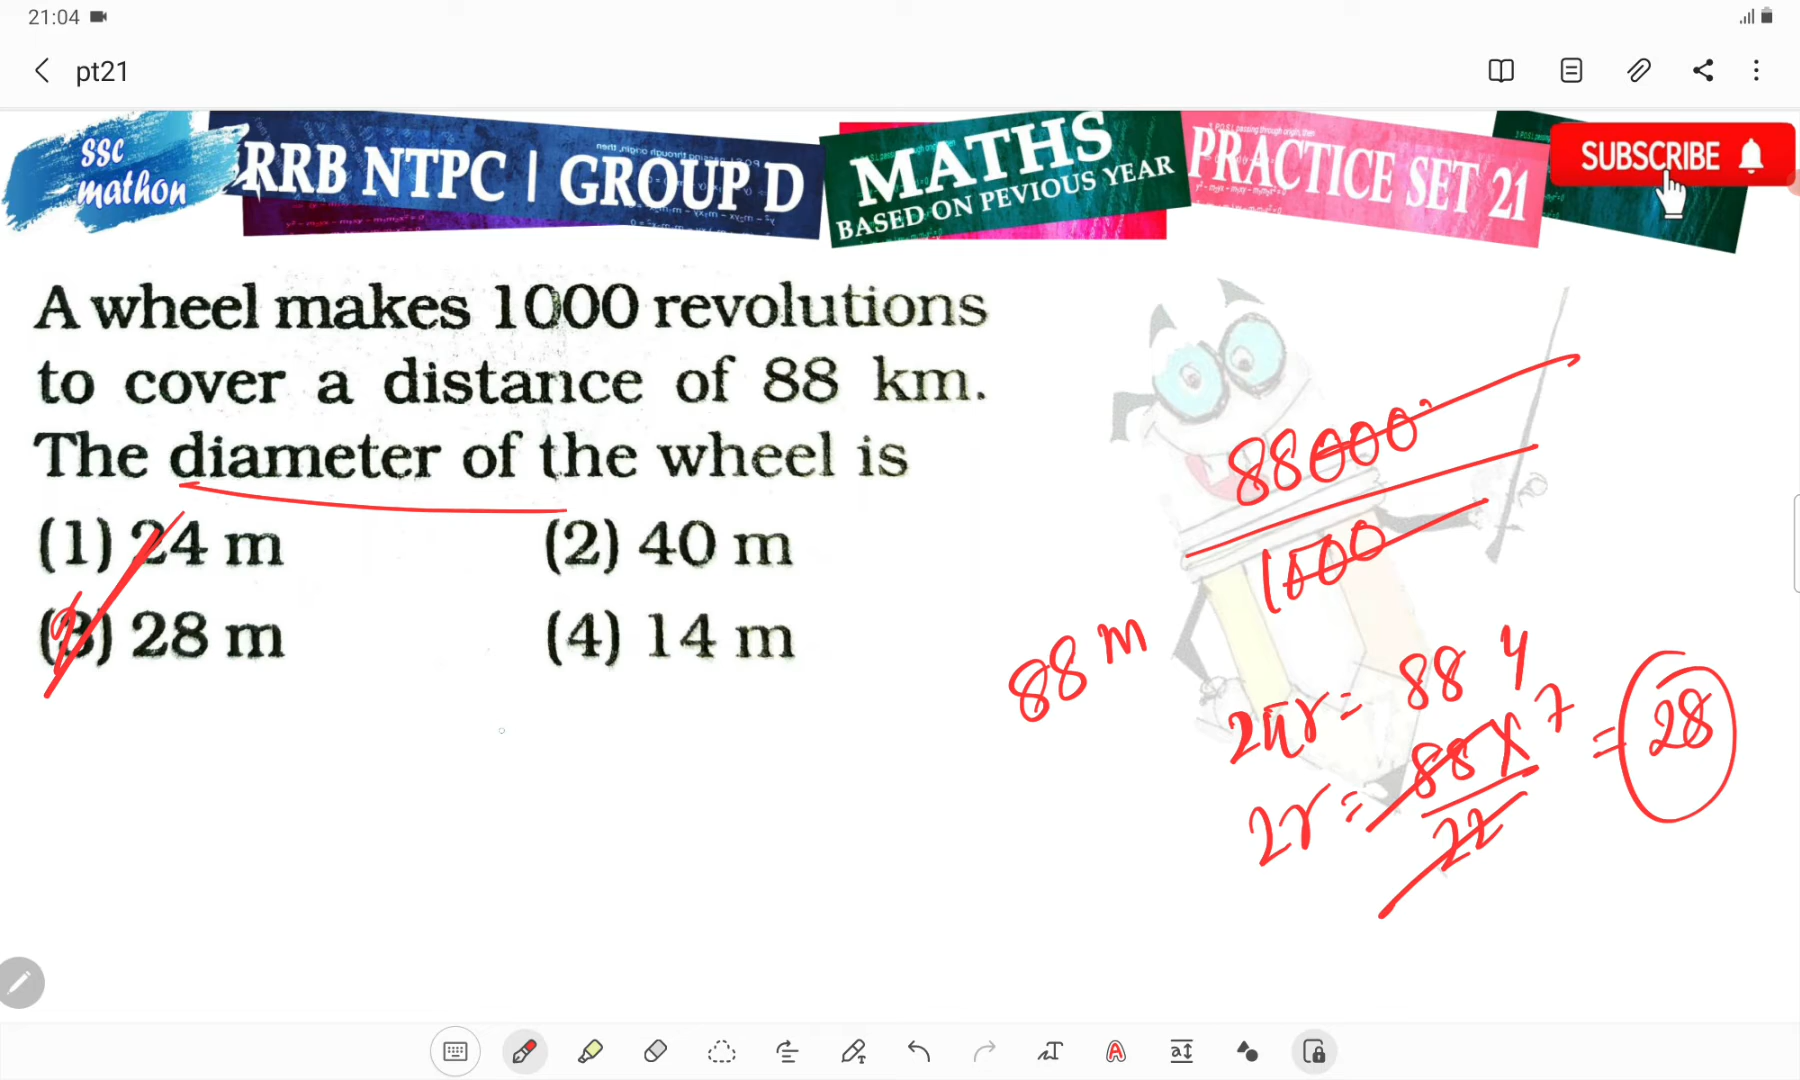 21:04
pt21
SSC
mathon
RRB NTPC | GROUP D
MATHS
BASED ON PEVIOUS YEAR
PRACTICE SET 21
SUBSCRIBE
A wheel makes 1000 revolutions
to cover a distance of 88 km.
The diameter of the wheel is
(1) 24 m (2) 40 m
(3) 28 m (4) 14 m
88000
1000
88 m
2πr = 88
4
2r = 88 x 7 = 28
22